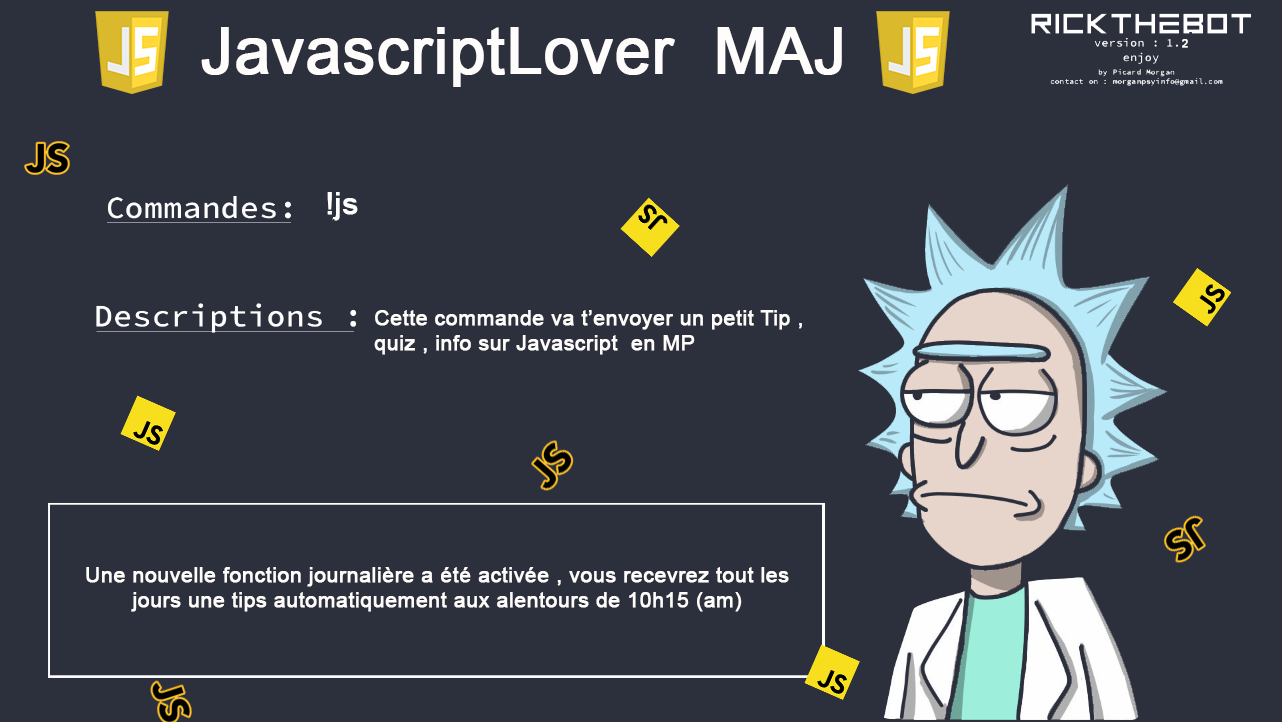 JS JavascriptLover MAJ JS
RICKTHEBOT
version : 1.2
enjoy
by Picard Morgan
contact on : morganpsyinfo@gmail.com
JS
Commandes: !js
JS
JS
Descriptions : Cette commande va t’envoyer un petit Tip ,
quiz , info sur Javascript en MP
JS
JS
JS
Une nouvelle fonction journalière a été activée , vous recevrez tout les
jours une tips automatiquement aux alentours de 10h15 (am)
JS
JS